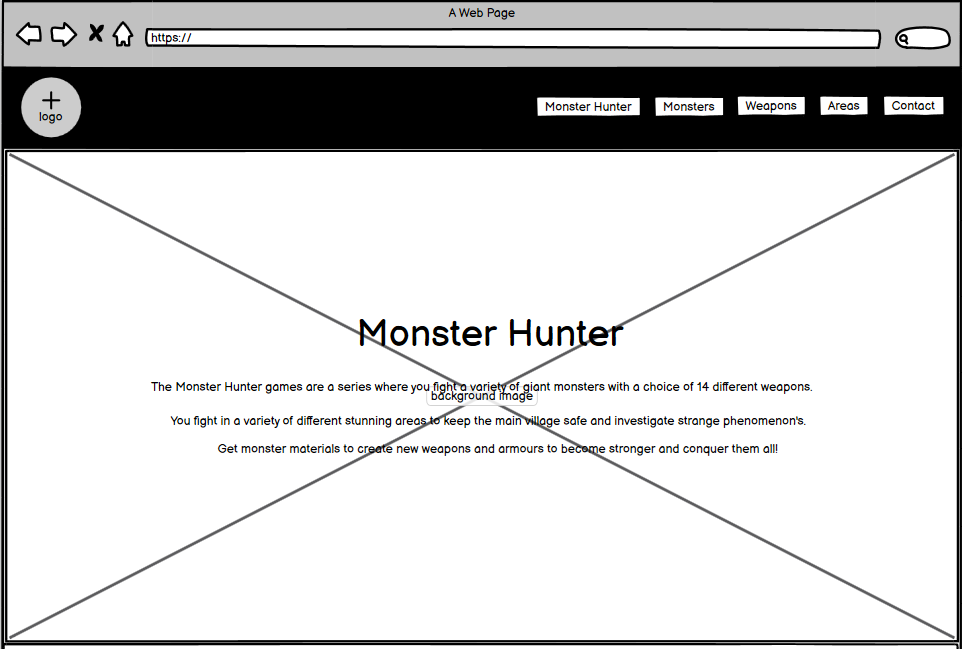 A Web Page
https://
logo
Monster Hunter Monsters Weapons Areas Contact
Monster Hunter
The Monster Hunter games are a series where you fight a variety of giant monsters with a choice of 14 different weapons.
background image
You fight in a variety of different stunning areas to keep the main village safe and investigate strange phenomenon's.
Get monster materials to create new weapons and armours to become stronger and conquer them all!